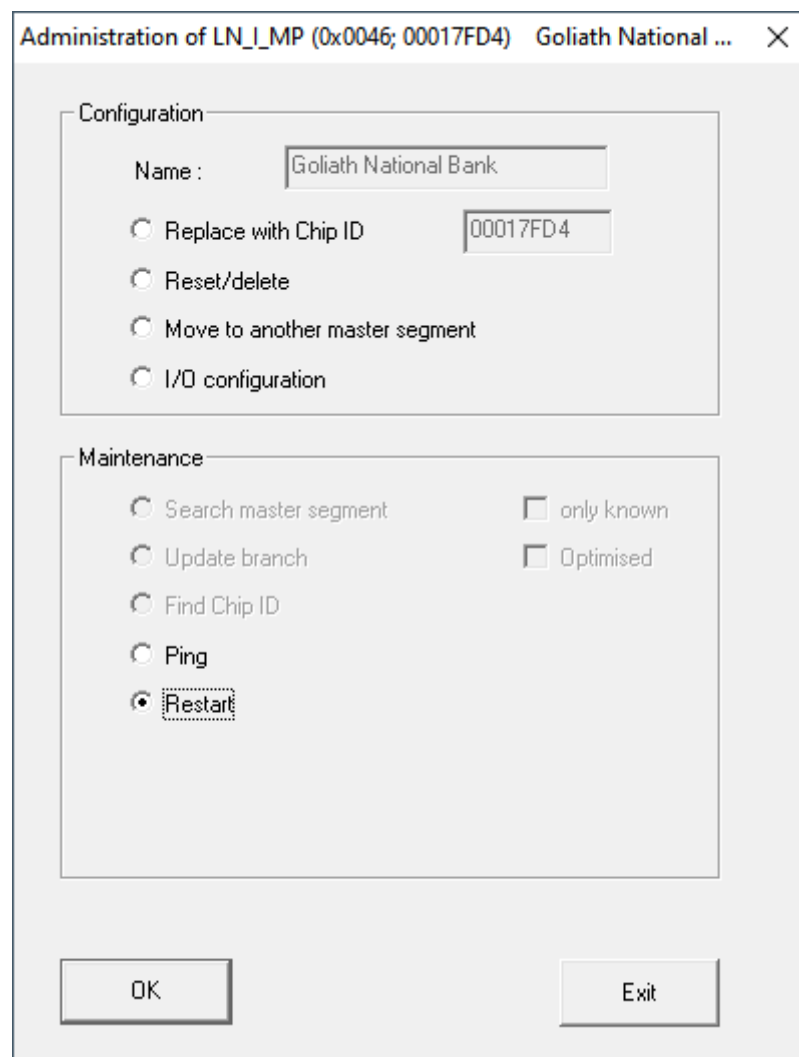 Administration of LN_I_MP (0x0046; 00017FD4) Goliath National ...
Configuration
Name : Goliath National Bank
Replace with Chip ID 00017FD4
Reset/delete
Move to another master segment
I/O configuration
Maintenance
Search master segment only known
Update branch Optimised
Find Chip ID
Ping
Restart
OK Exit